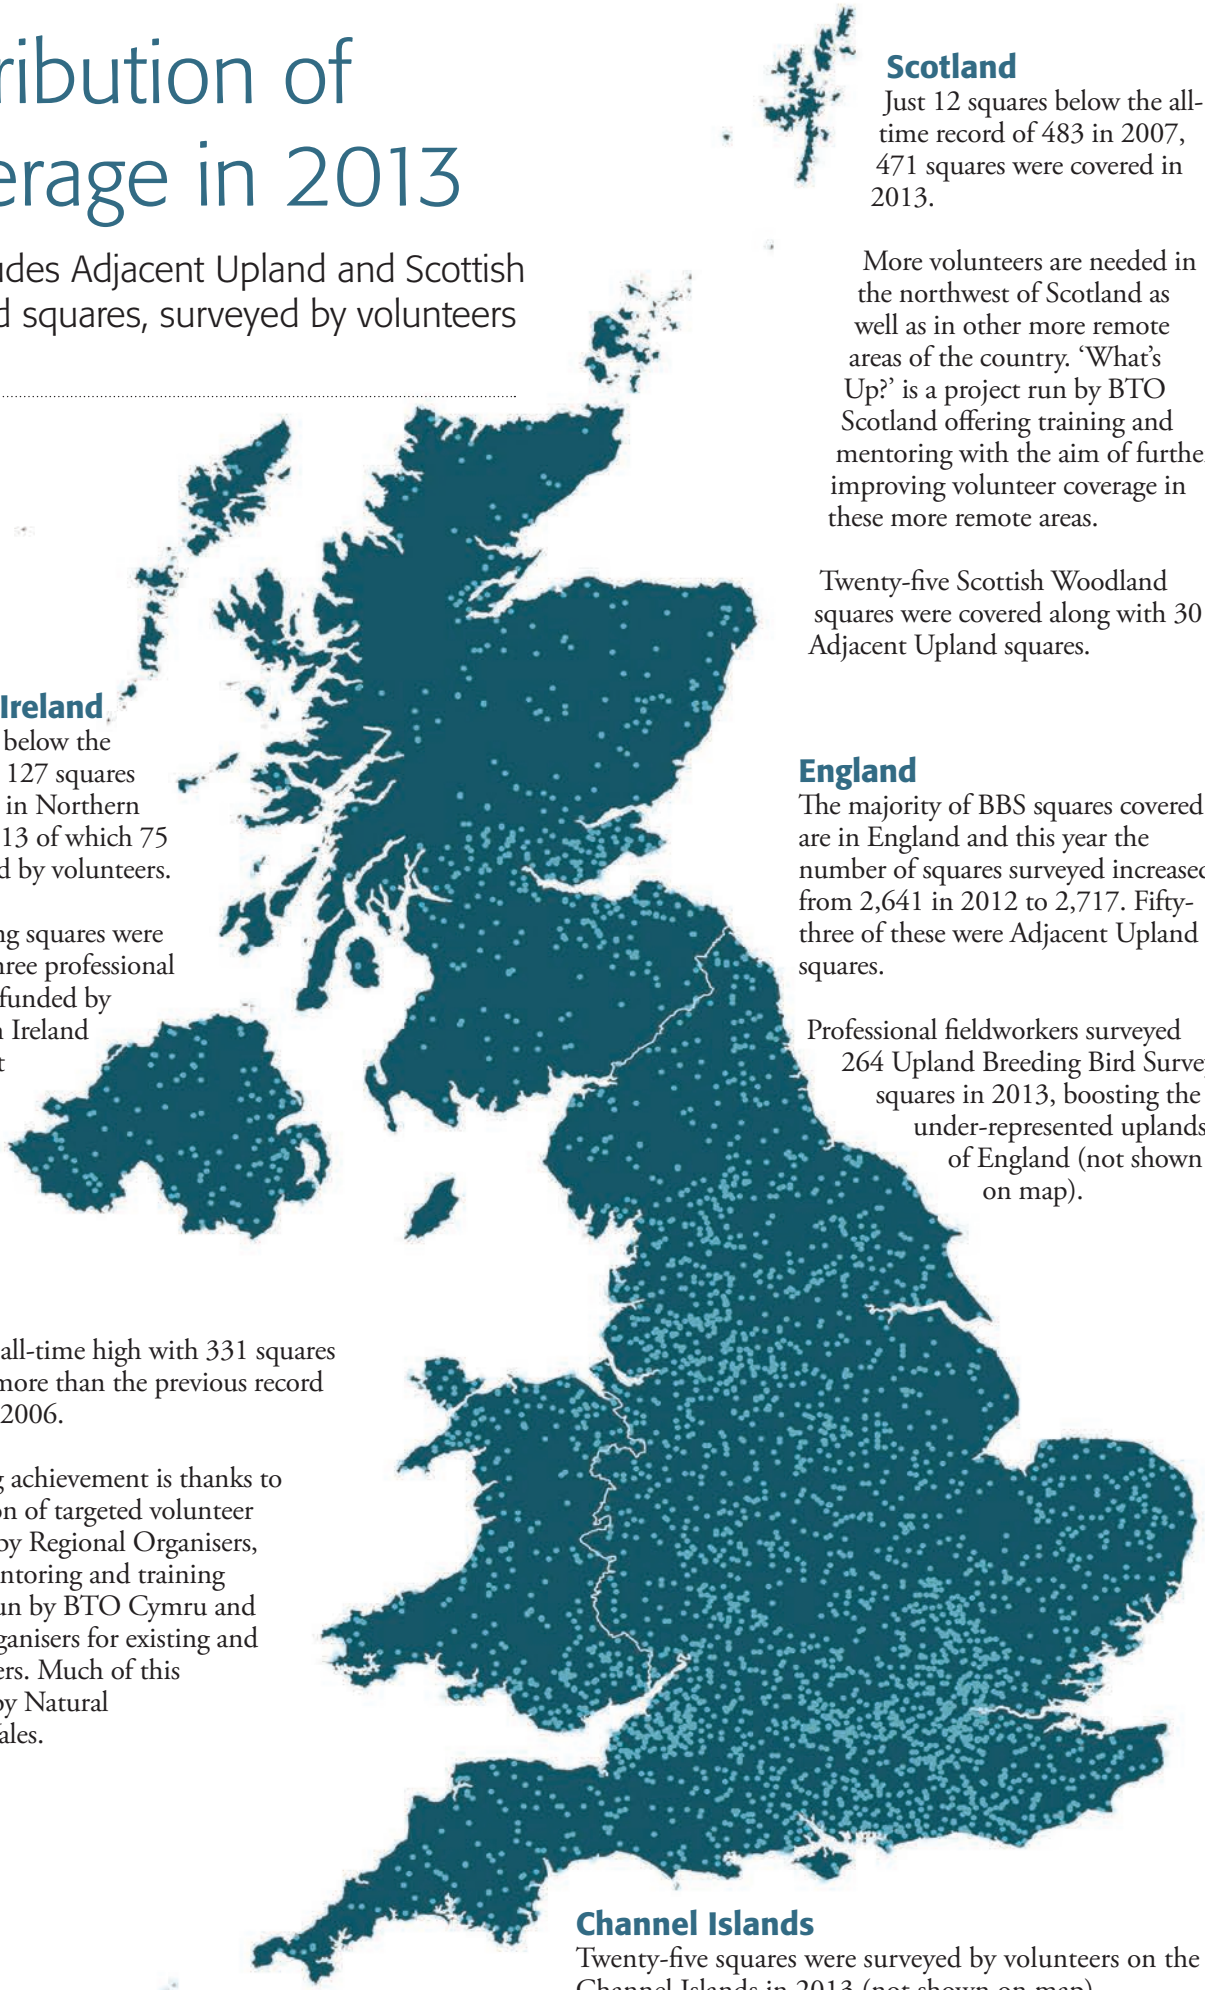 ribution of
erage in 2013
udes Adjacent Upland and Scottish
d squares, surveyed by volunteers
Scotland
Just 12 squares below the all-
time record of 483 in 2007,
471 squares were covered in
2013.
More volunteers are needed in
the northwest of Scotland as
well as in other more remote
areas of the country. ‘What’s
Up?’ is a project run by BTO
Scotland offering training and
mentoring with the aim of furthe
improving volunteer coverage in
these more remote areas.
Twenty-five Scottish Woodland
squares were covered along with 30
Adjacent Upland squares.
Ireland
below the
127 squares
in Northern
13 of which 75
d by volunteers.
ng squares were
hree professional
funded by
n Ireland
t
England
The majority of BBS squares covered
are in England and this year the
number of squares surveyed increased
from 2,641 in 2012 to 2,717. Fifty-
three of these were Adjacent Upland
squares.
Professional fieldworkers surveyed
264 Upland Breeding Bird Surve
squares in 2013, boosting the
under-represented uplands
of England (not shown
on map).
all-time high with 331 squares
more than the previous record
2006.
g achievement is thanks to
on of targeted volunteer
by Regional Organisers,
ntoring and training
un by BTO Cymru and
ganisers for existing and
ers. Much of this
by Natural
ales.
Channel Islands
Twenty-five squares were surveyed by volunteers on the
Channel Islands in 2013 (not shown on map)